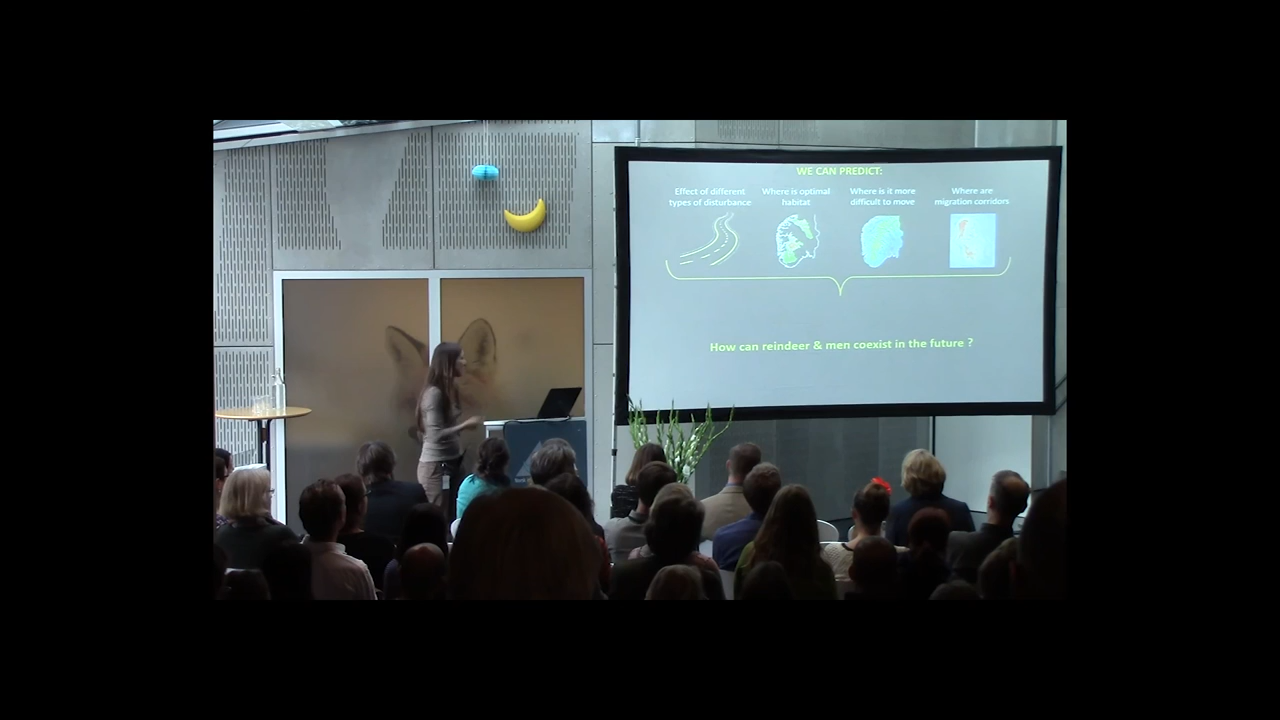 WE CAN PREDICT:
Effect of different
types of disturbance
Where is optimal
habitat
Where is it more
difficult to move
Where are
migration corridors
How can reindeer & men coexist in the future ?